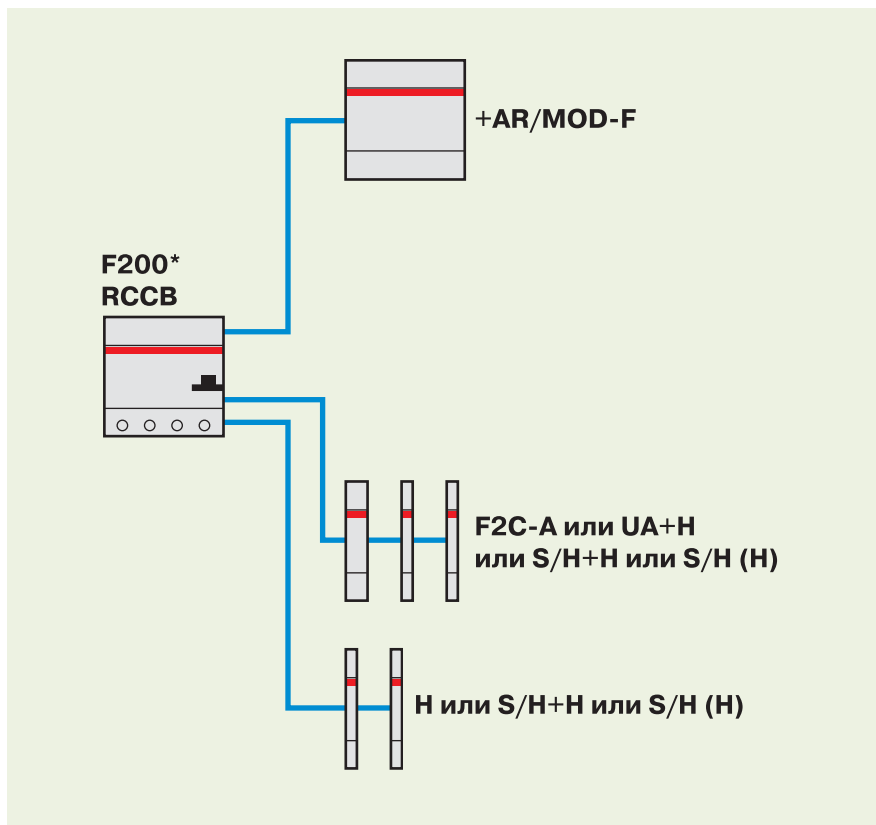 +AR/MOD-F
F200*
RCCB
F2C-A или UA+H
или S/H+H или S/H (H)
H или S/H+H или S/H (H)